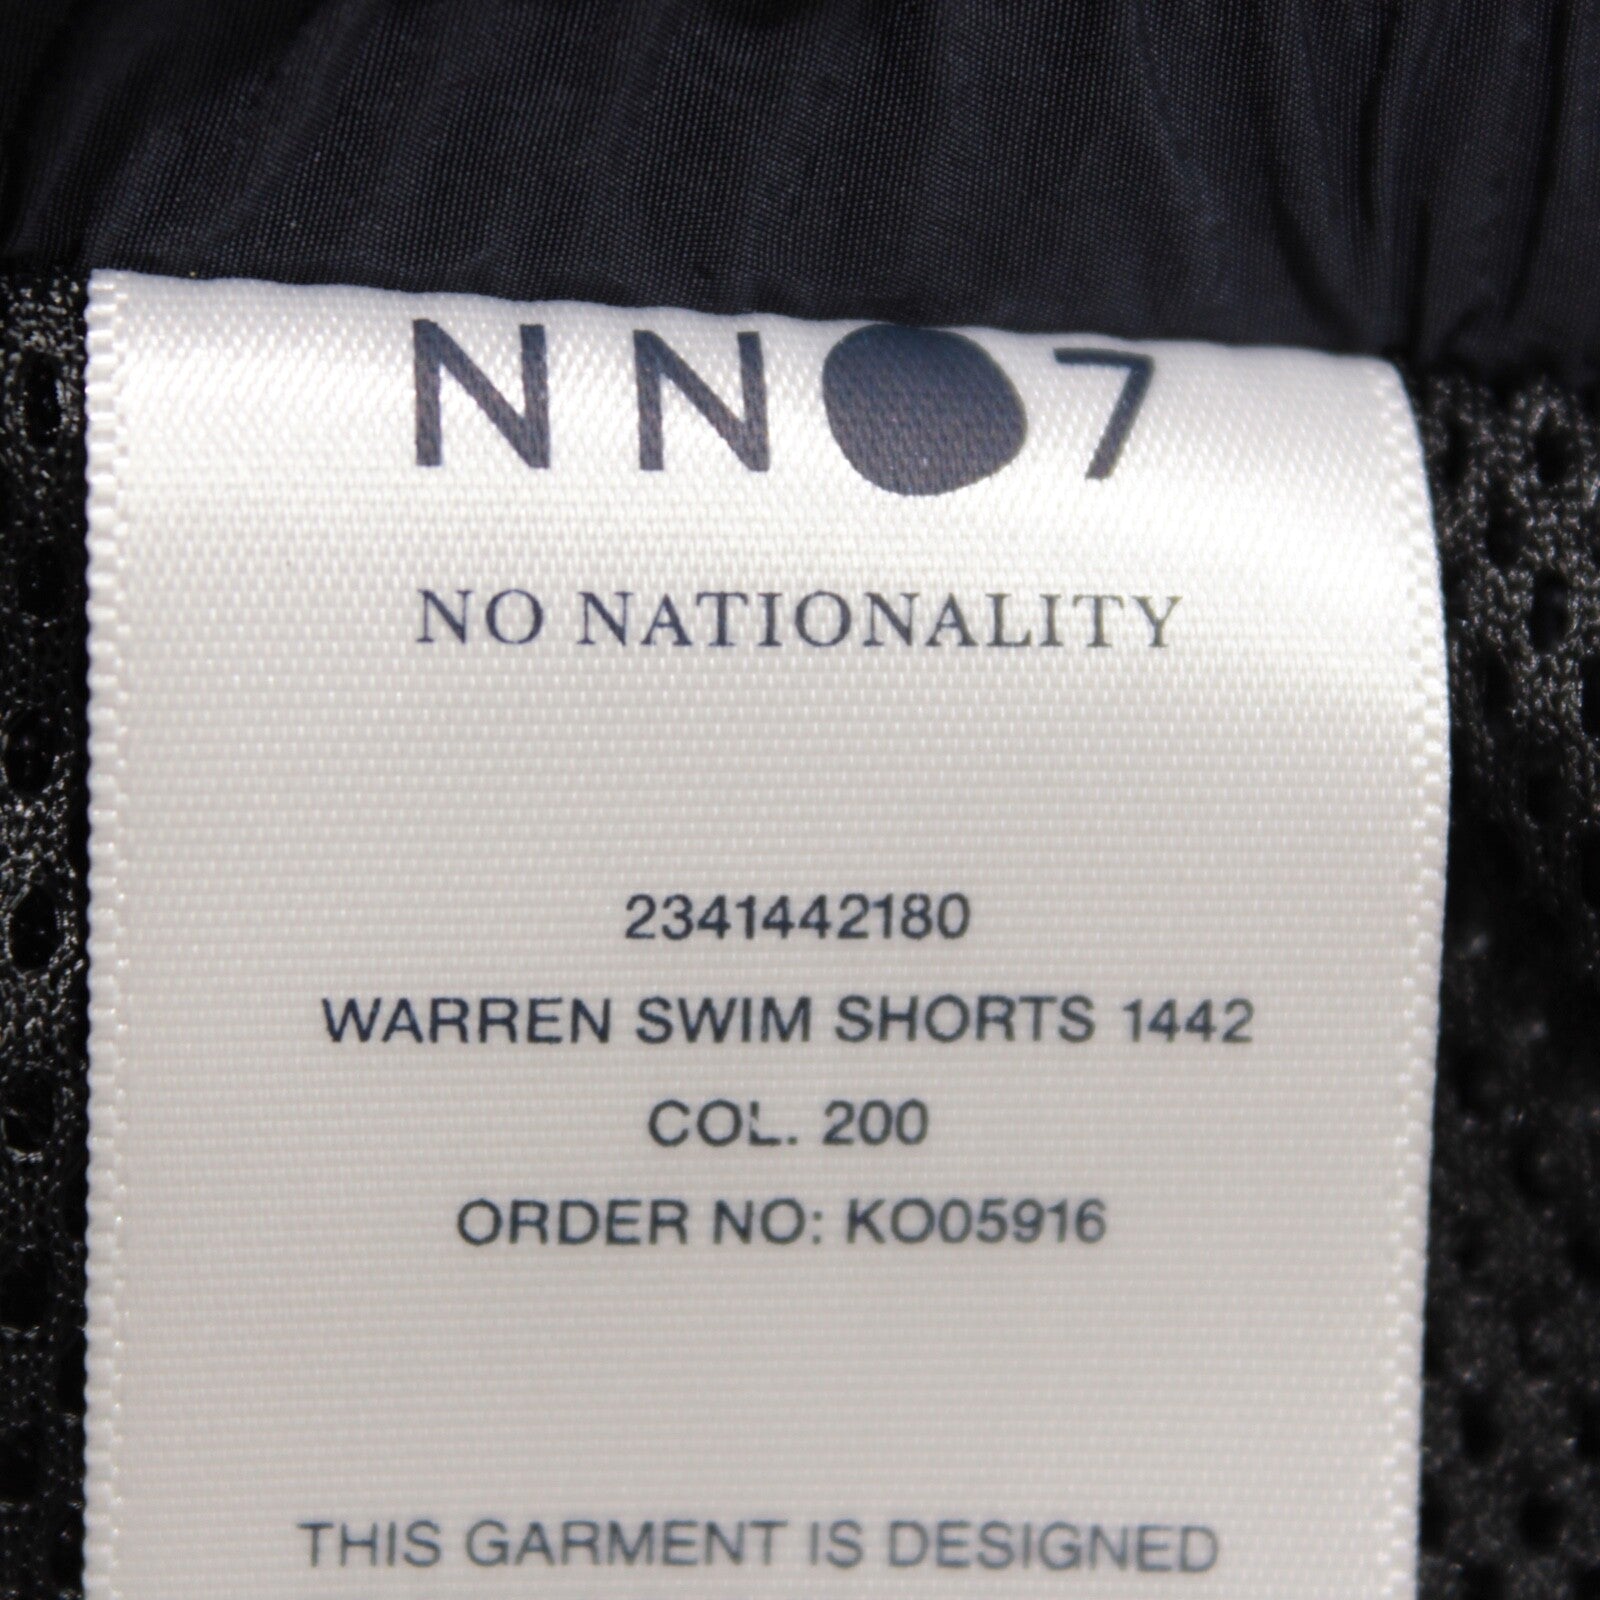 NN07
NO NATIONALITY
2341442180
WARREN SWIM SHORTS 1442
COL. 200
ORDER NO: KO05916
THIS GARMENT IS DESIGNED